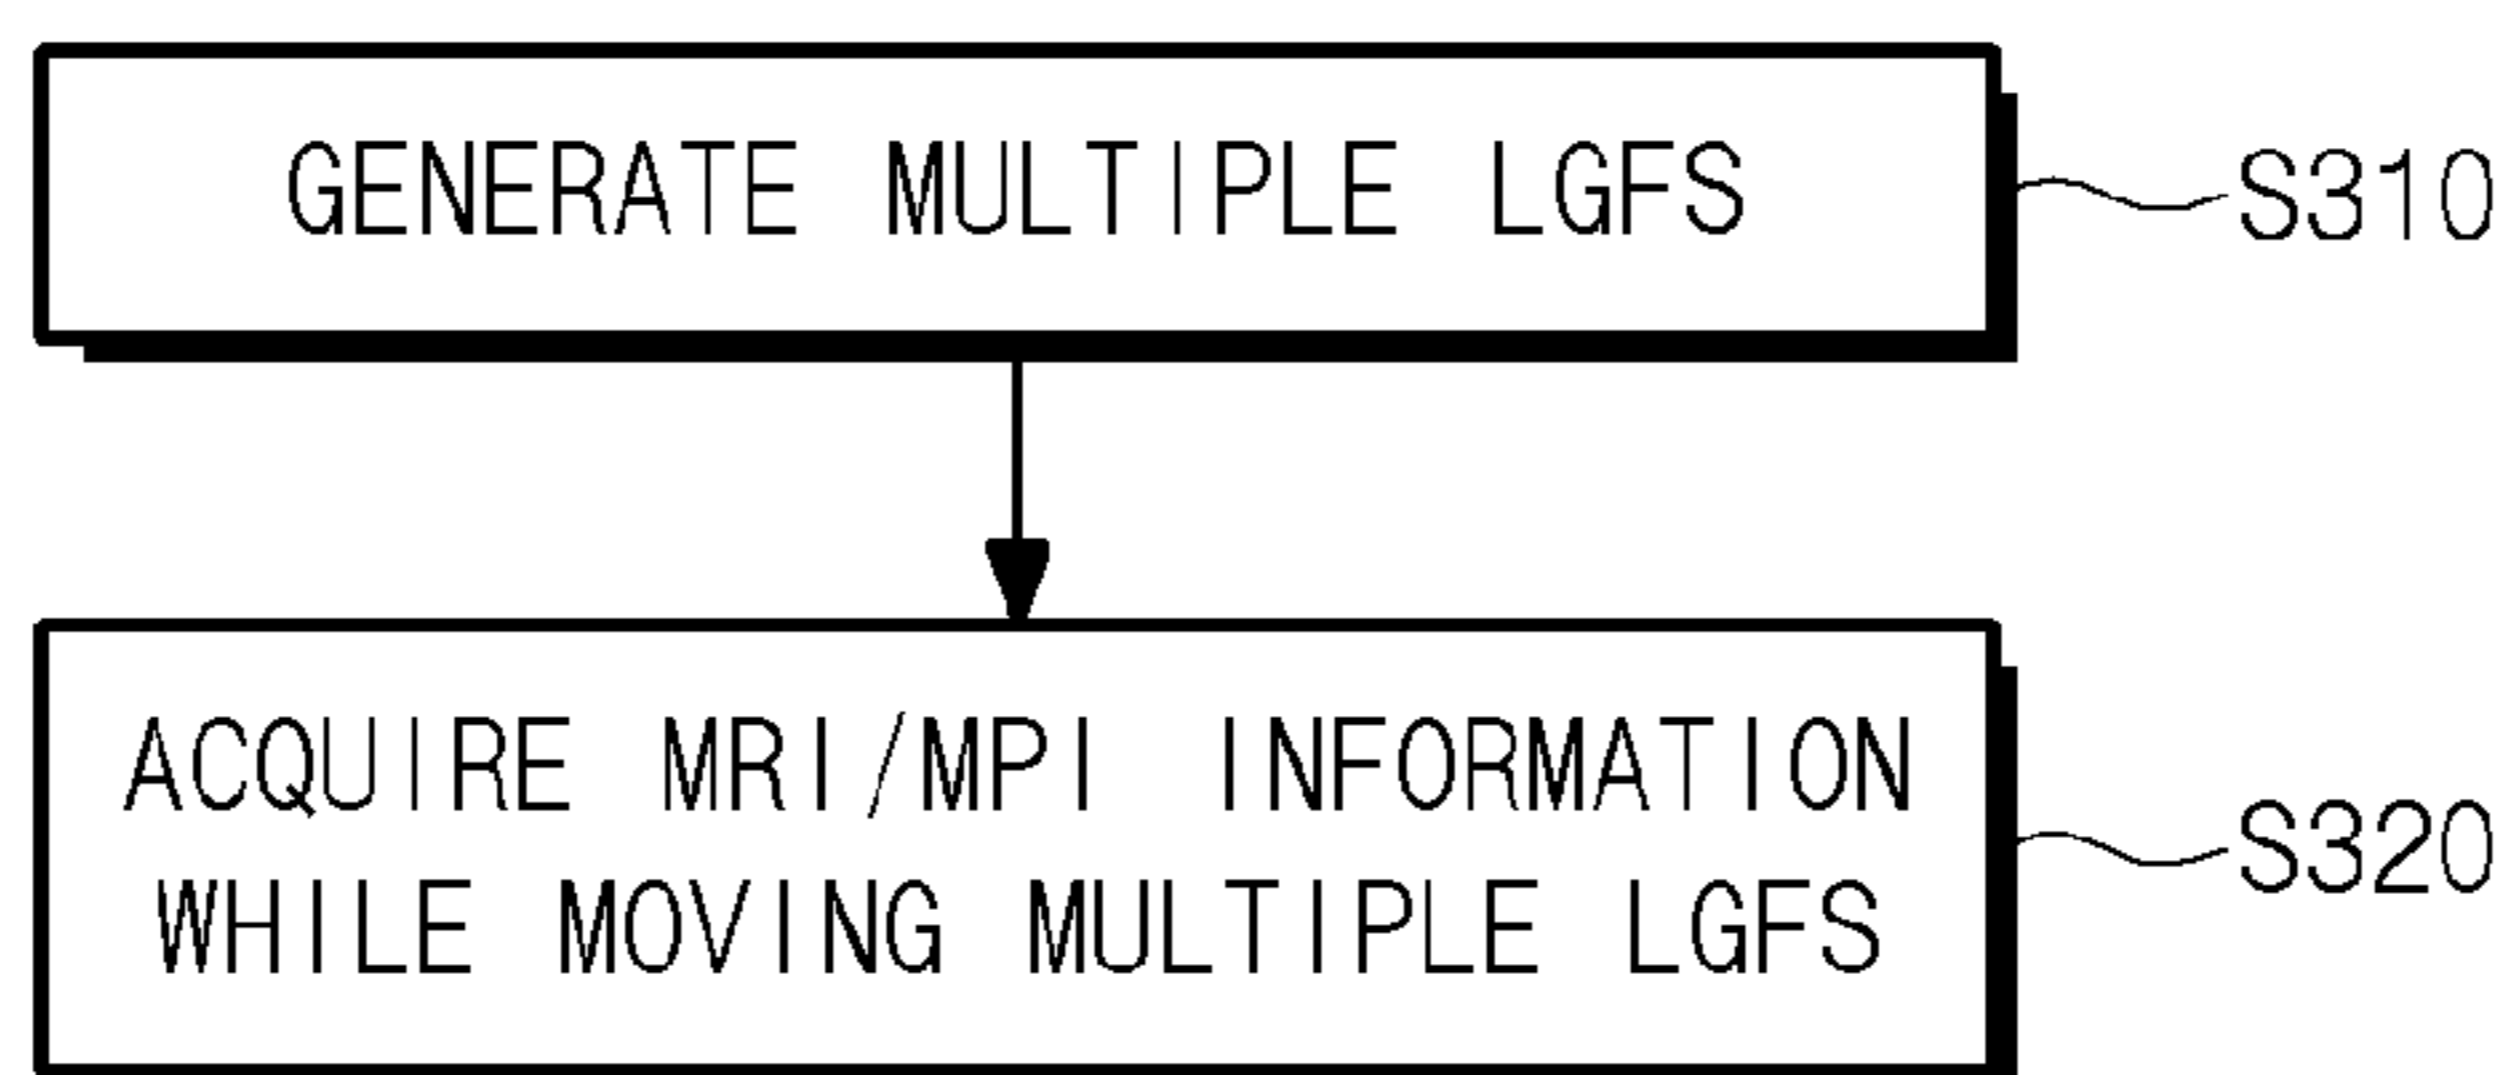 GENERATE MULTIPLE LGFS
S310
ACQUIRE MRI/MPI INFORMATION
WHILE MOVING MULTIPLE LGFS
S320